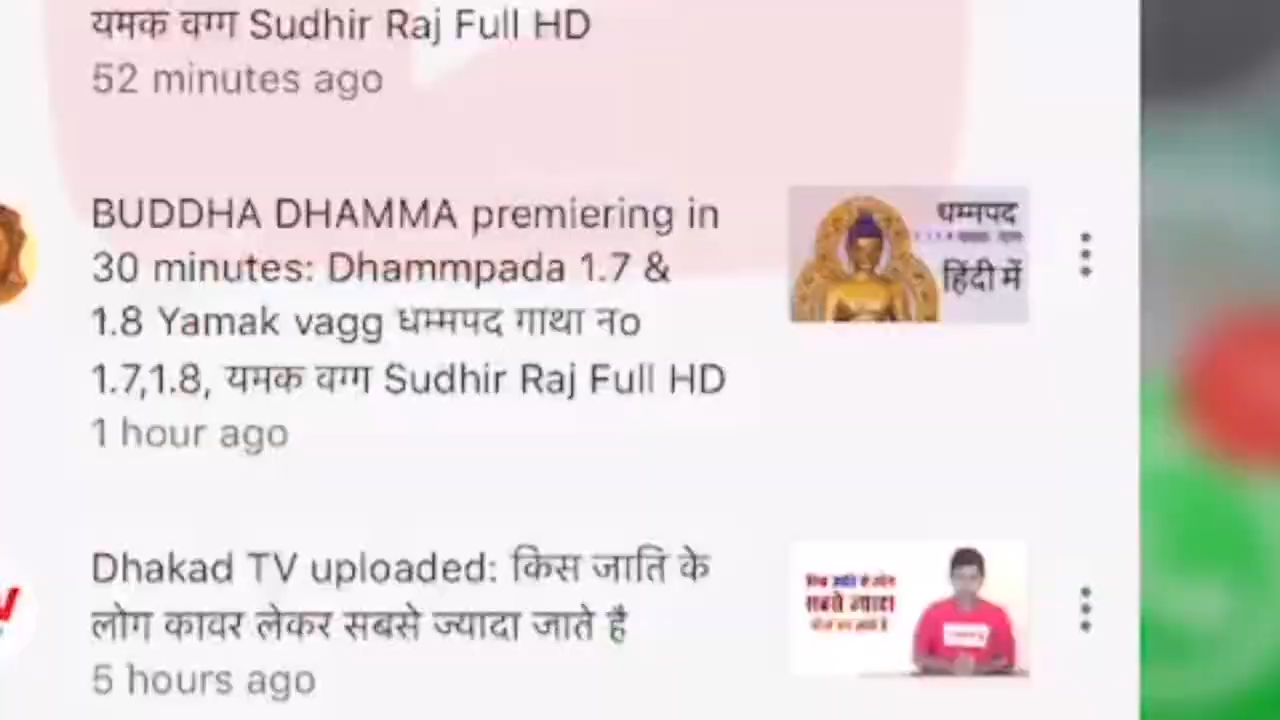 यमक वग्ग Sudhir Raj Full HD
52 minutes ago
BUDDHA DHAMMA premiering in
30 minutes: Dhammpada 1.7 &
1.8 Yamak vagg धम्मपद गाथा नo
1.7,1.8, यमक वग्ग Sudhir Raj Full HD
1 hour ago
धम्मपद
हिंदी में
Dhakad TV uploaded: किस जाति के
लोग कावर लेकर सबसे ज्यादा जाते है
5 hours ago
किस जाति के लोग
सबसे ज्यादा